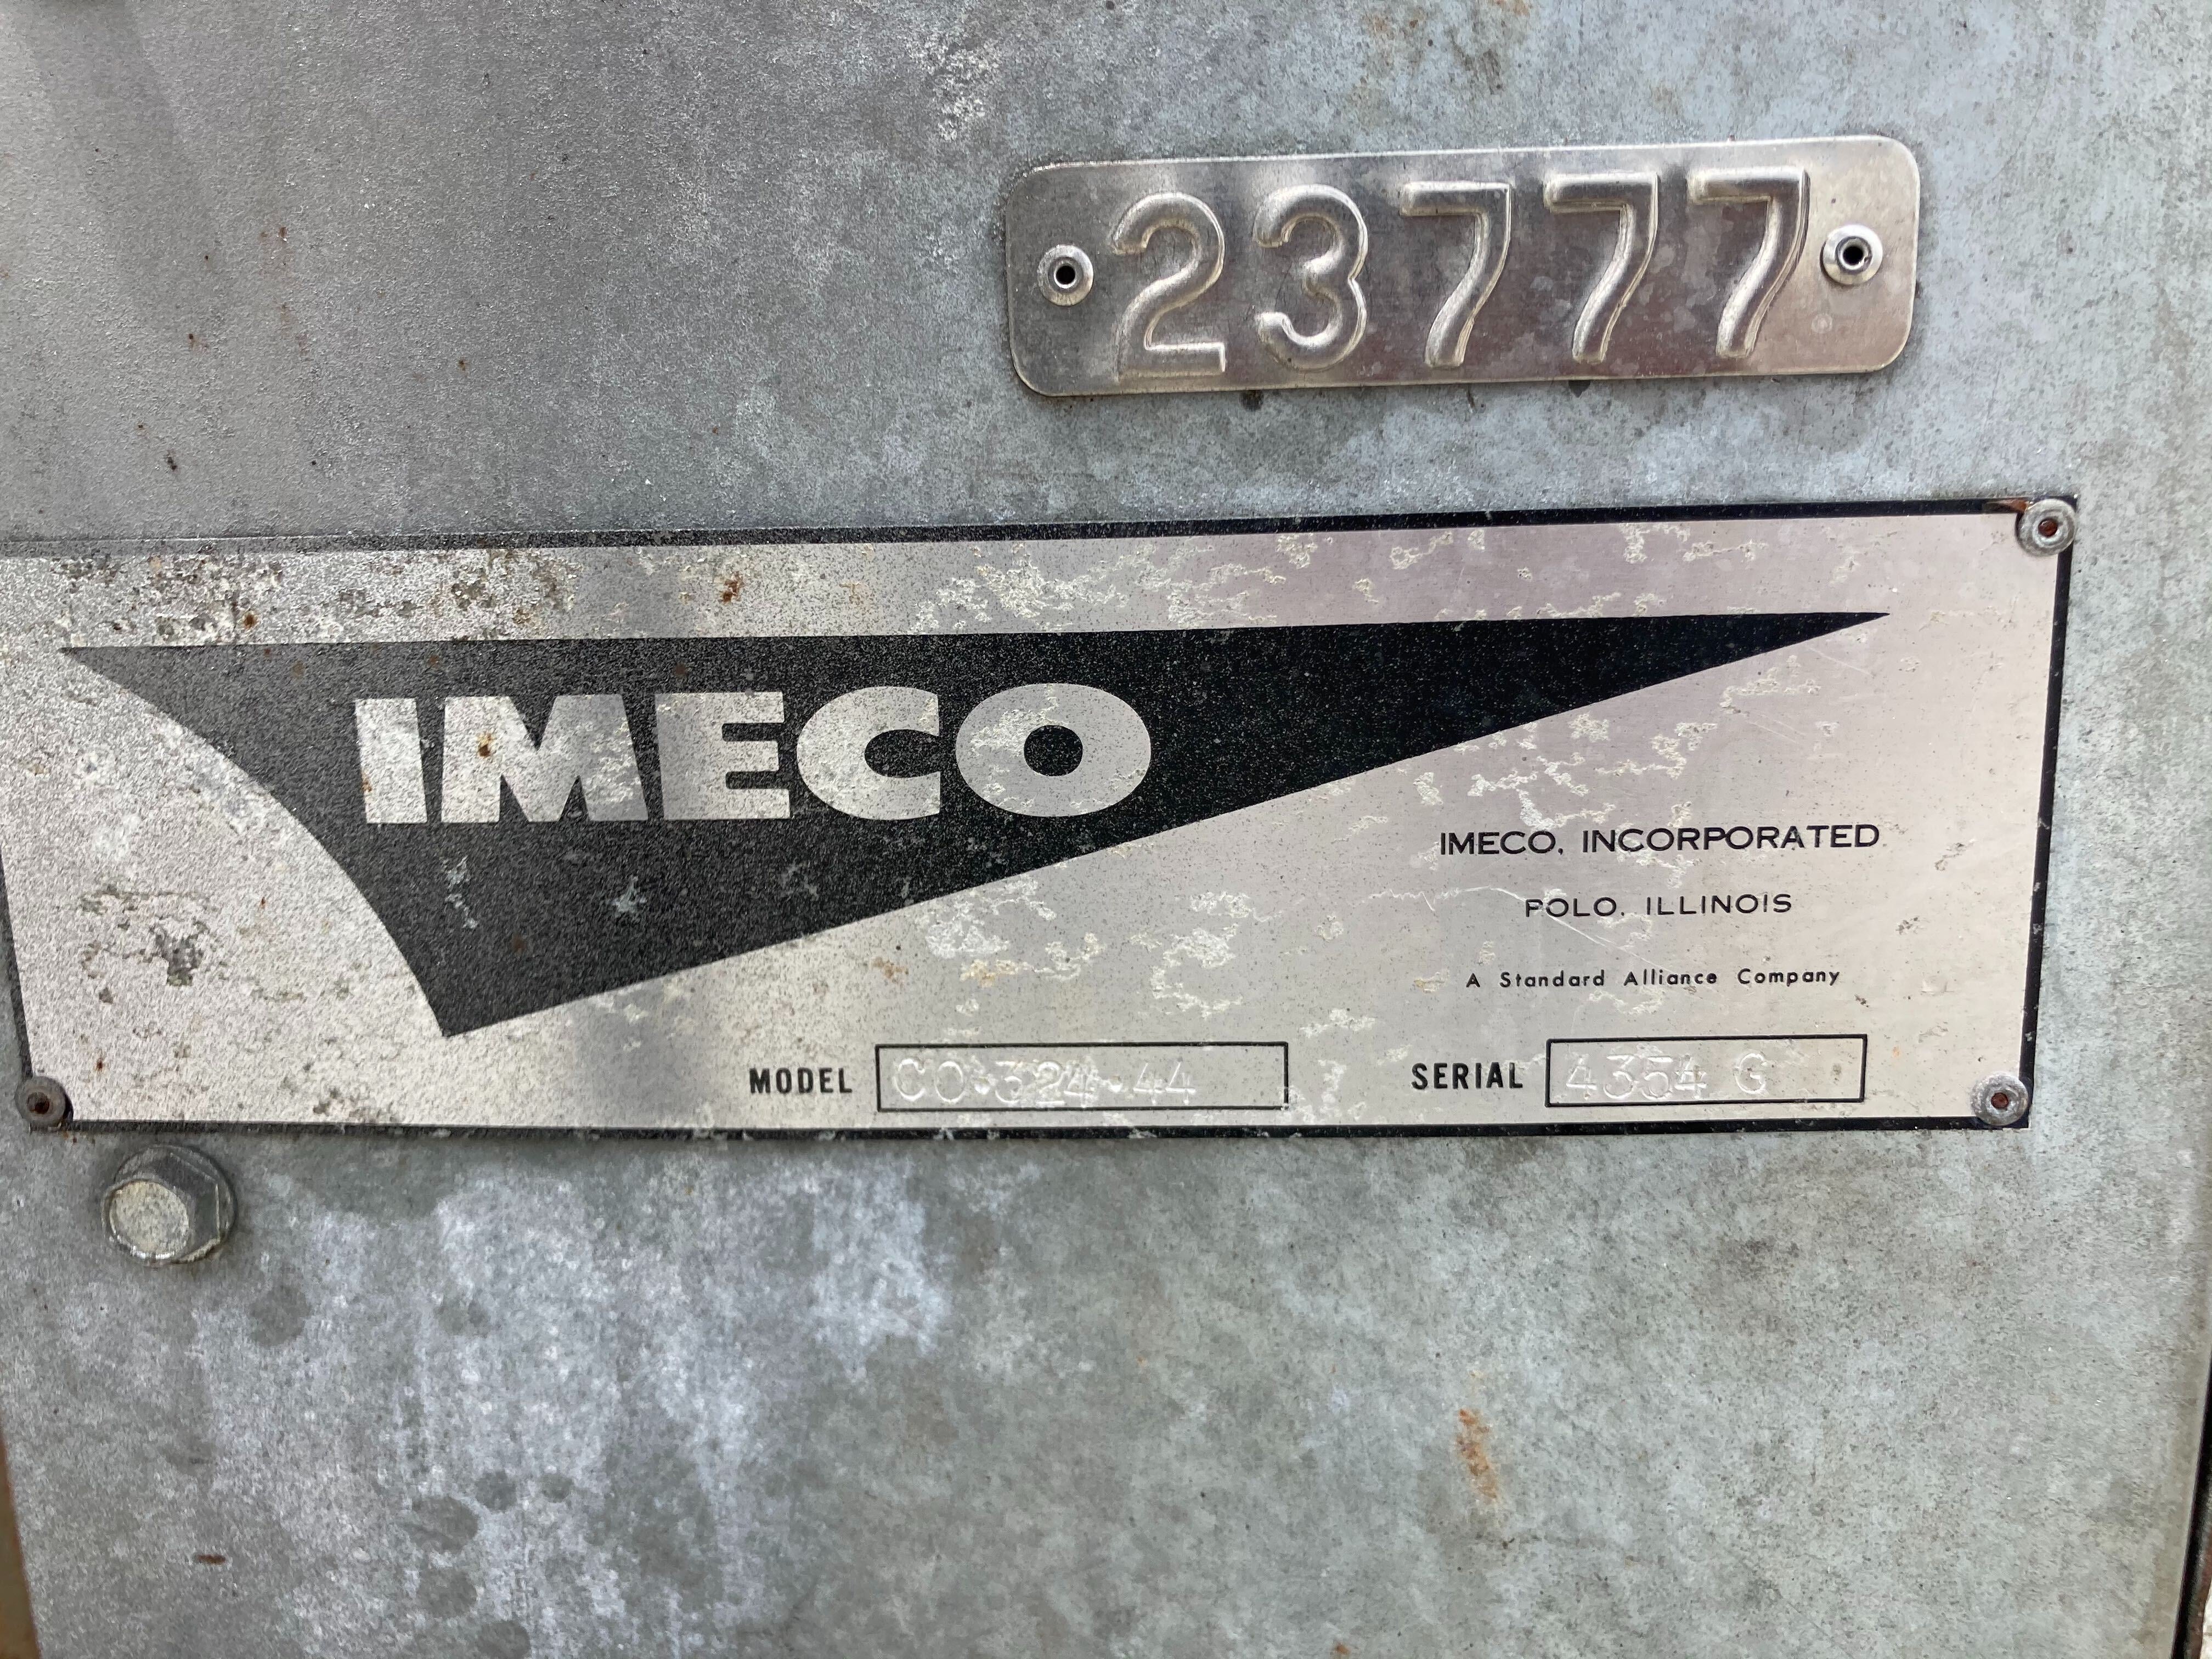 23777
IMECO
IMECO, INCORPORATED
POLO, ILLINOIS
A Standard Alliance Company
MODEL CO-324-44 SERIAL 4354 G